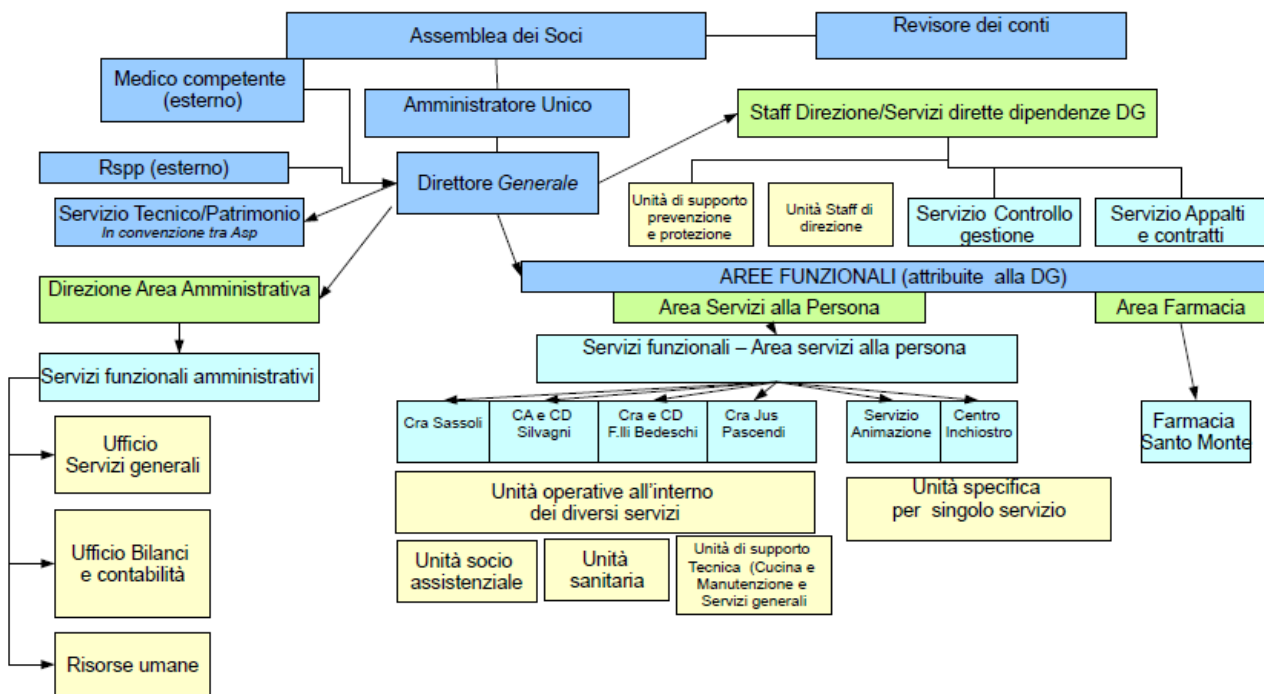 Assemblea dei Soci
Revisore dei conti
Medico competente
(esterno)
Amministratore Unico
Staff Direzione/Servizi dirette dipendenze DG
Rspp (esterno)
Direttore Generale
Servizio Tecnico/Patrimonio
In convenzione tra Asp
Unità di supporto
prevenzione
e protezione
Unità Staff di
direzione
Servizio Controllo
gestione
Servizio Appalti
e contratti
AREE FUNZIONALI (attribuite alla DG)
Direzione Area Amministrativa
Area Servizi alla Persona
Area Farmacia
Servizi funzionali – Area servizi alla persona
Servizi funzionali amministrativi
Cra Sassoli
CA e CD
Silvagni
Cra e CD
F.lli Bedeschi
Cra Jus
Pascendi
Servizio
Animazione
Centro
Inchiostro
Farmacia
Santo Monte
Ufficio
Servizi generali
Unità operative all'interno
dei diversi servizi
Unità specifica
per singolo servizio
Ufficio Bilanci
e contabilità
Unità socio
assistenziale
Unità
sanitaria
Unità di supporto
Tecnica (Cucina e
Manutenzione e
Servizi generali
Risorse umane